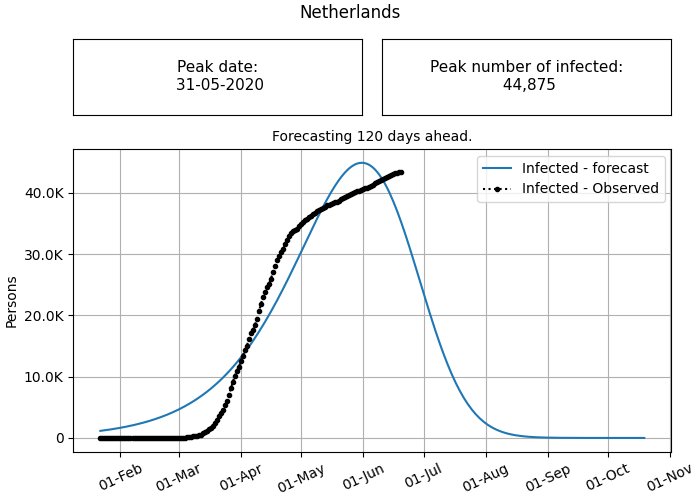 Netherlands
Peak date:
31-05-2020
Peak number of infected:
44,875
Forecasting 120 days ahead.
Infected - forecast
Infected - Observed
Persons
40.0K
30.0K
20.0K
10.0K
0
01-Feb
01-Mar
01-Apr
01-May
01-Jun
01-Jul
01-Aug
01-Sep
01-Oct
01-Nov